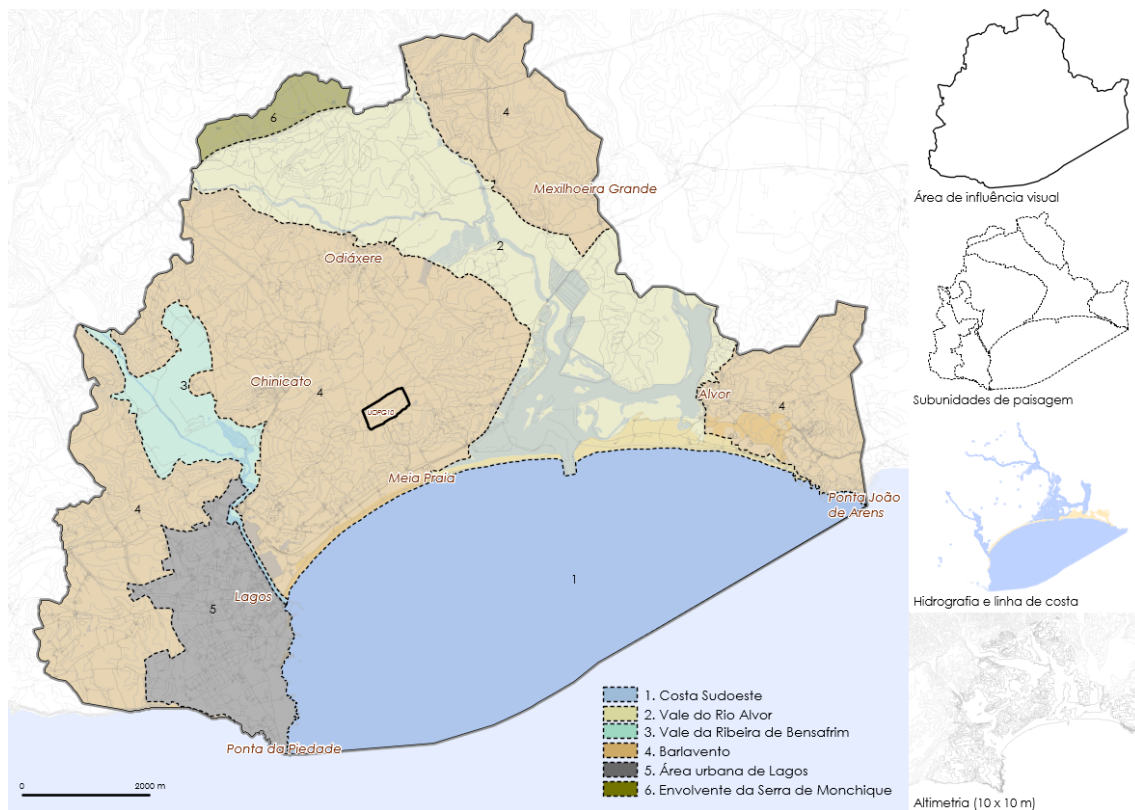 6
4
Mexilhoeira Grande
2
Odiáxere
3
Chinicato
4
UOPG10
Alvor
4
Meia Praia
Ponta João
de Arens
4
1
5
Lagos
Ponta da Piedade
0
2000 m
1. Costa Sudoeste
2. Vale do Rio Alvor
3. Vale da Ribeira de Bensafrim
4. Barlavento
5. Área urbana de Lagos
6. Envolvente da Serra de Monchique
Área de influência visual
Subunidades de paisagem
Hidrografia e linha de costa
Altimetria (10 x 10 m)